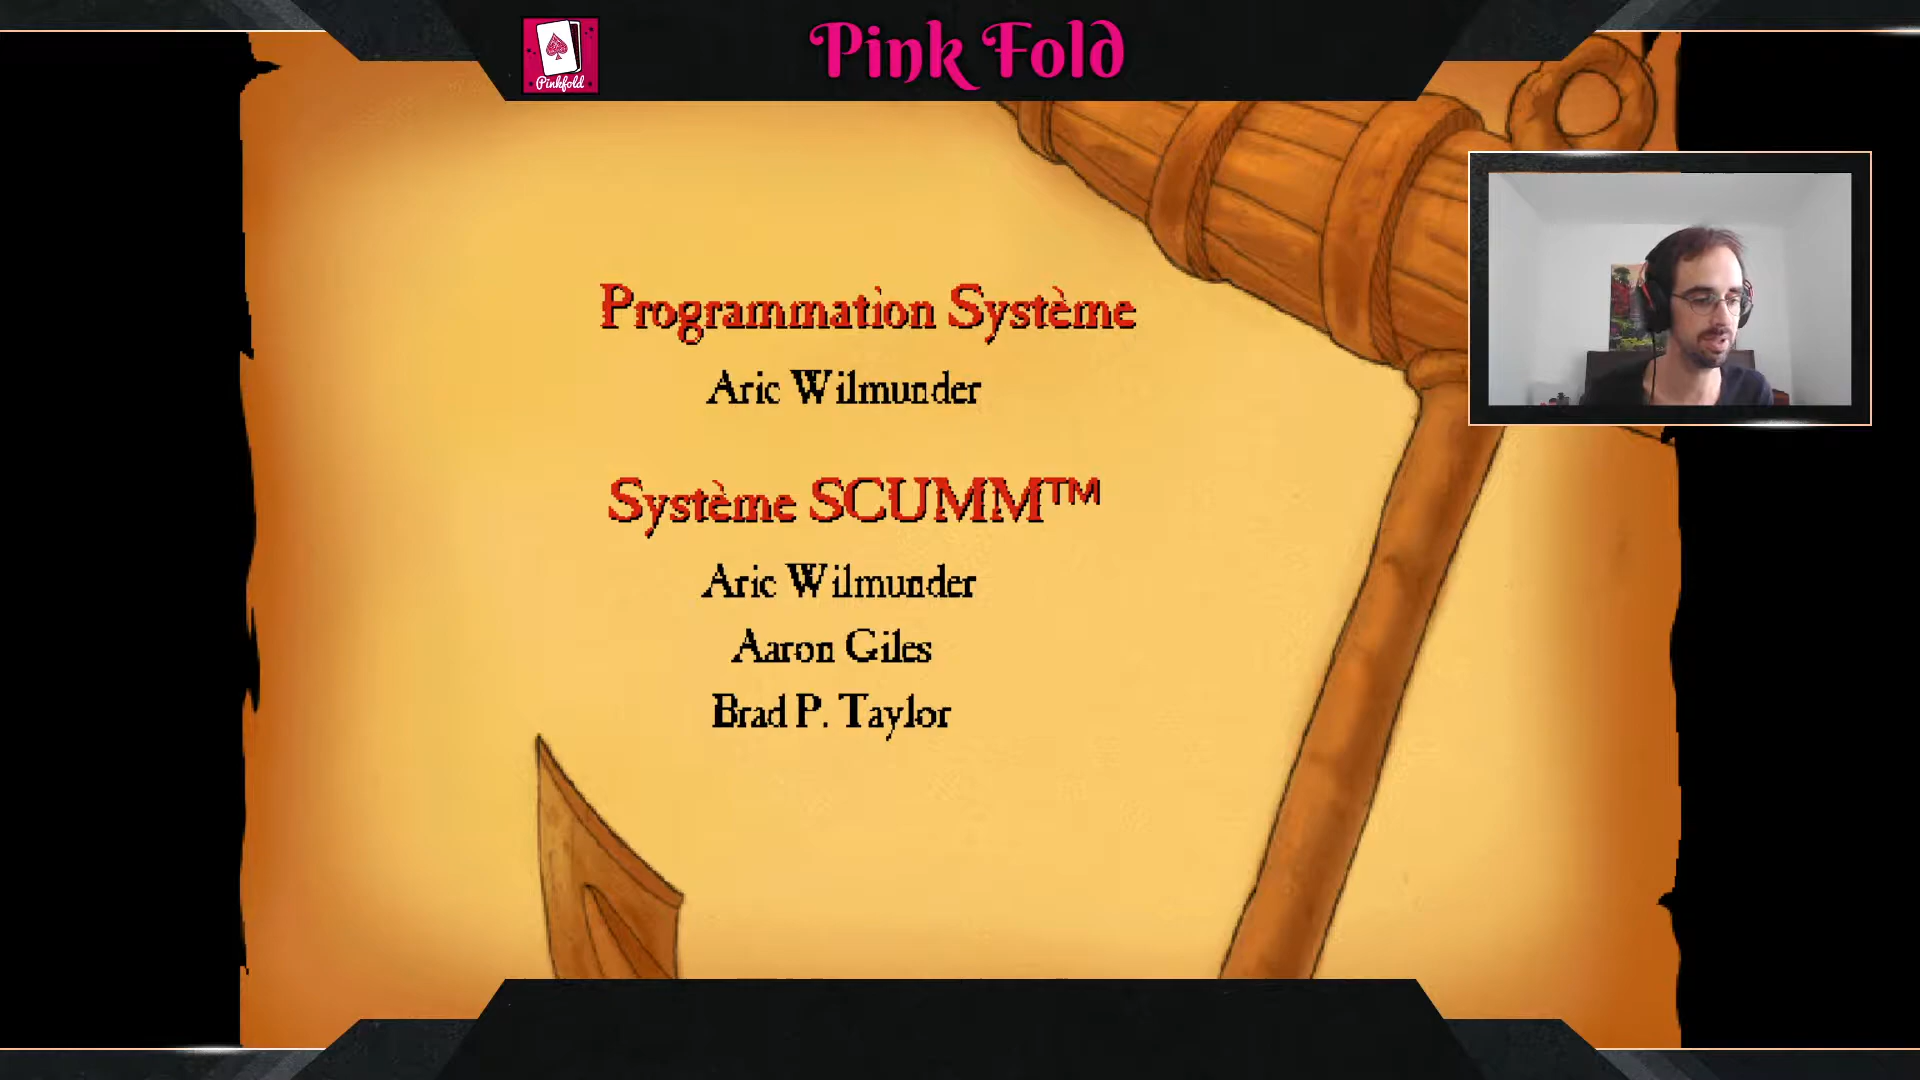 Pinkfold
Pink Fold
Programmation Système
Aric Wilmunder
Système SCUMM™
Aric Wilmunder
Aaron Giles
Brad P. Taylor